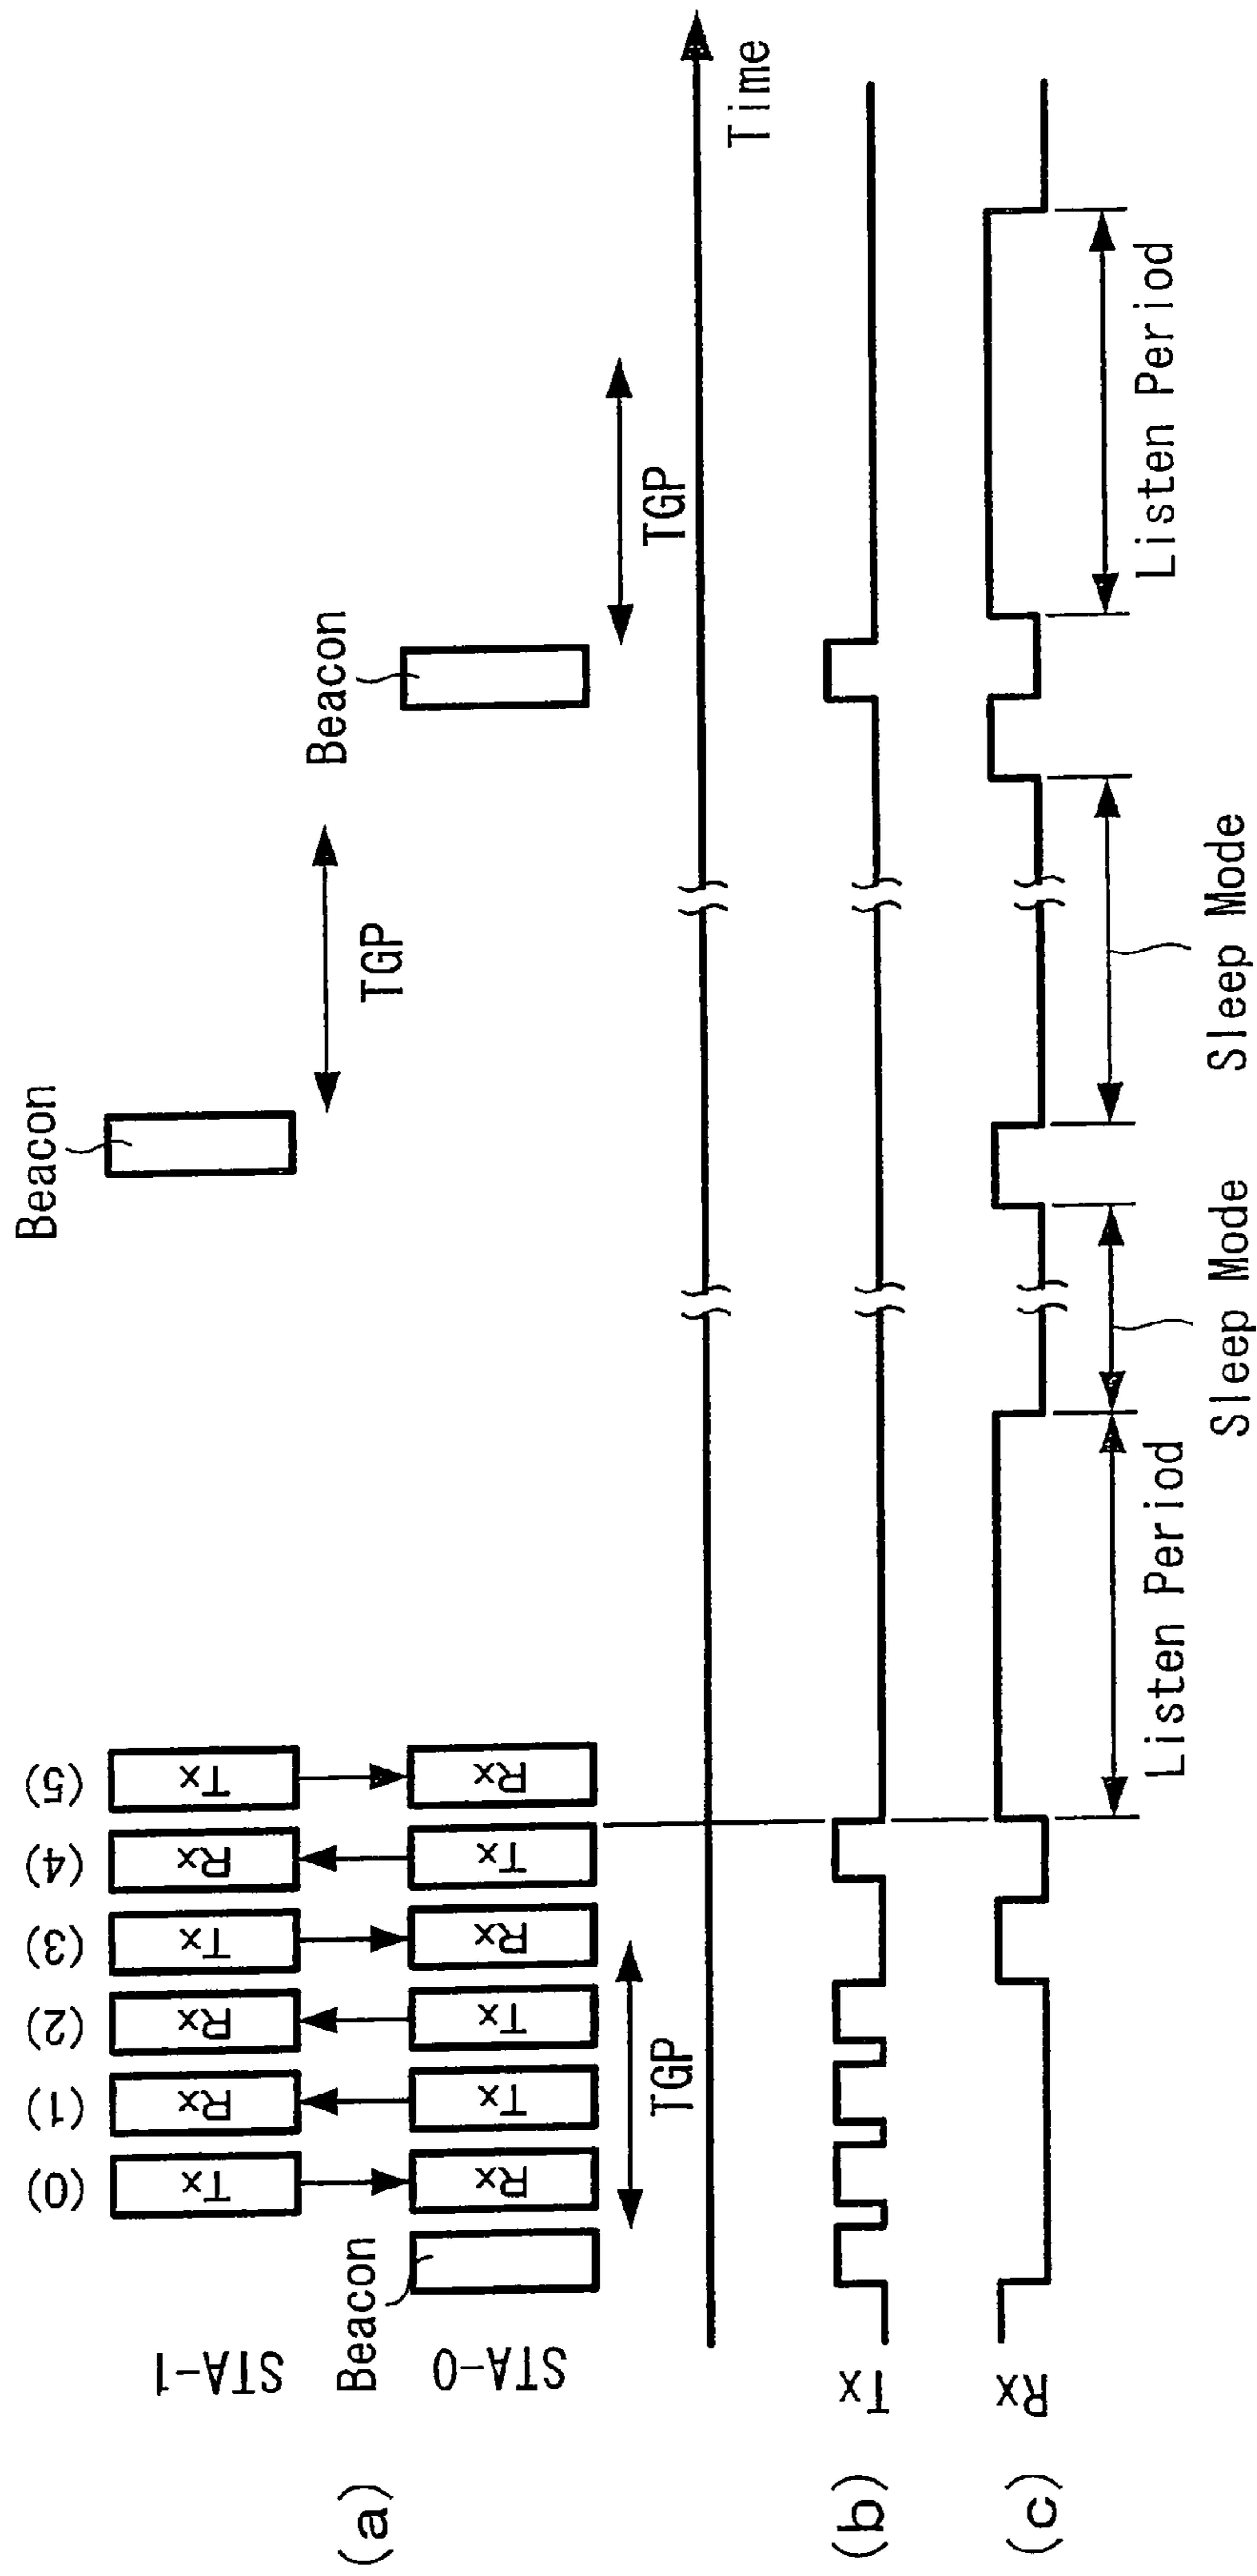 (0) (1) (2) (3) (4) (5)
STA-1
Tx Rx Rx Tx Rx Tx
Beacon
TGP
Beacon
Beacon
STA-0
Rx Tx Tx Rx Tx Rx
TGP
TGP
Time
(a)
(b)
Tx
(c)
Rx
Listen Period
Sleep Mode
Sleep Mode
Listen Period